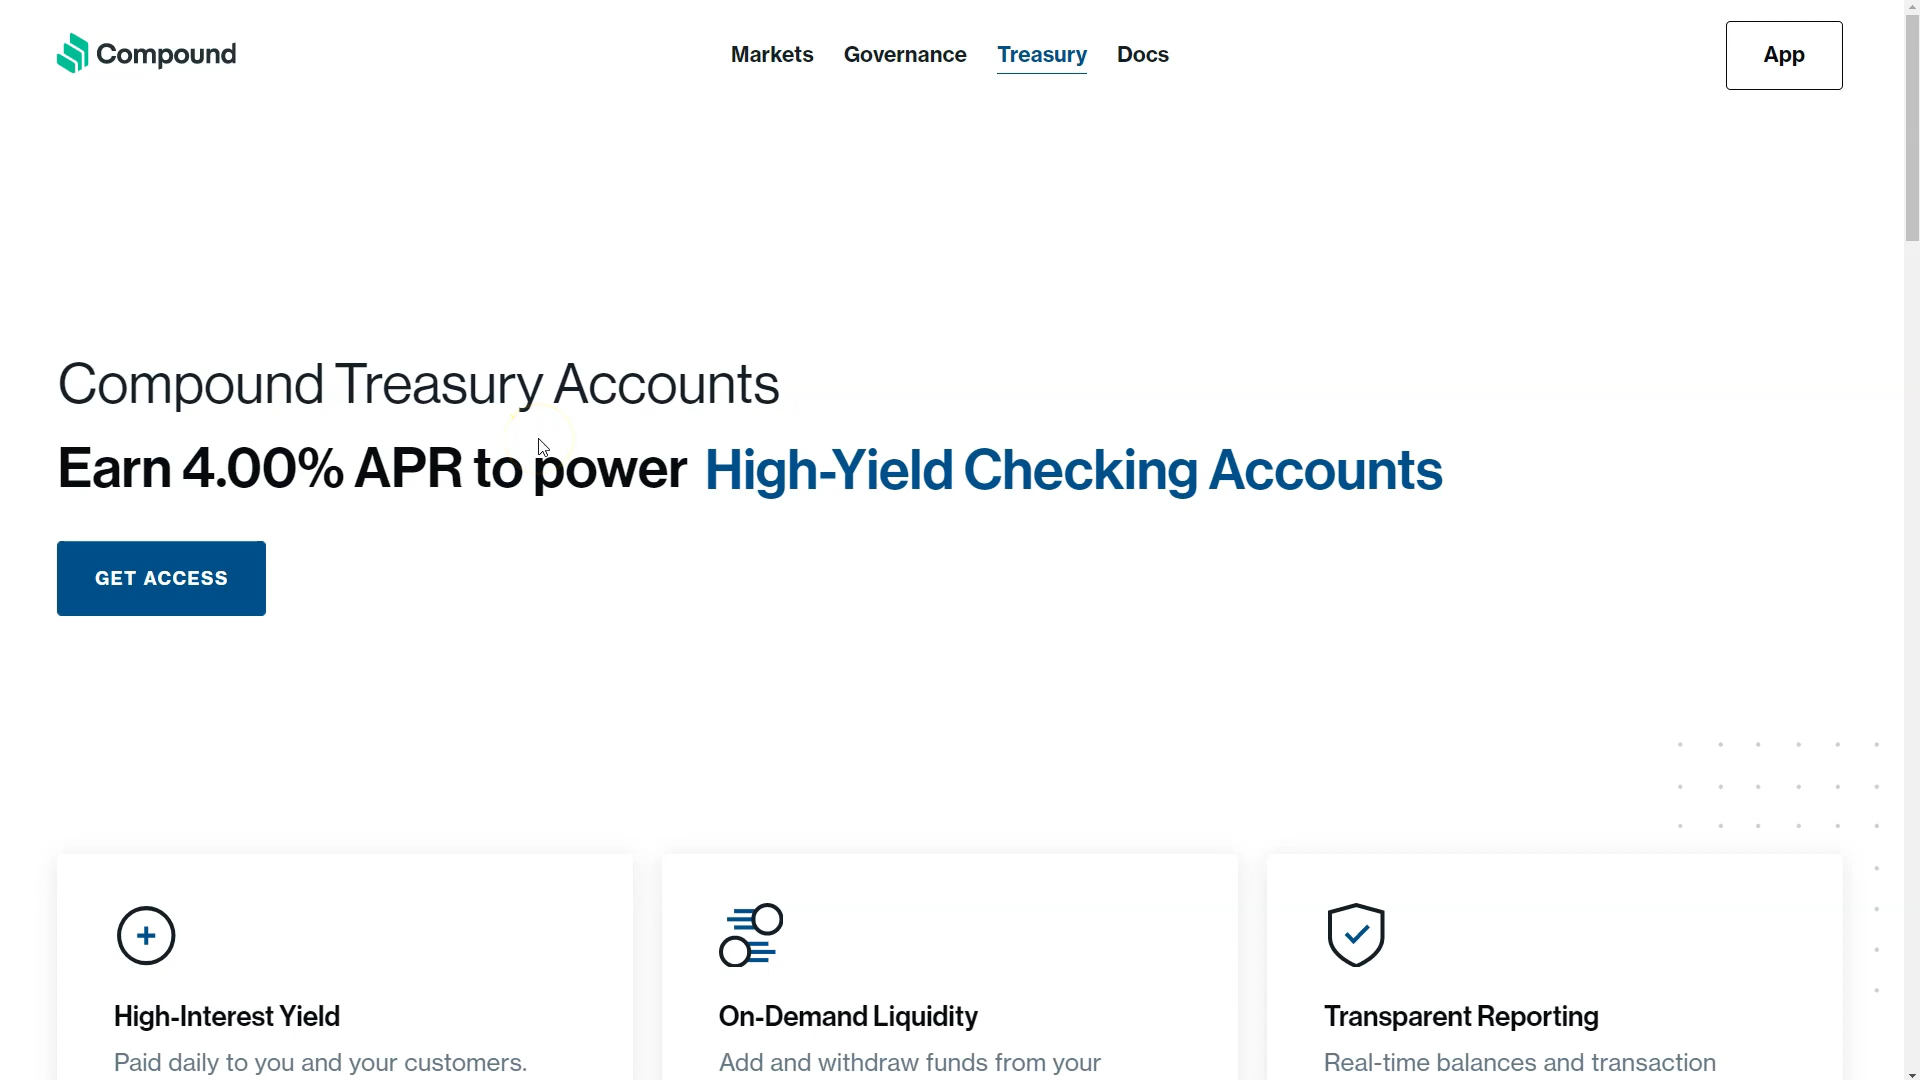 Compound
Markets
Governance
Treasury
Docs
App
Compound Treasury Accounts
Earn 4.00% APR to power High-Yield Checking Accounts
GET ACCESS
High-Interest Yield
Paid daily to you and your customers.
On-Demand Liquidity
Add and withdraw funds from your
Transparent Reporting
Real-time balances and transaction